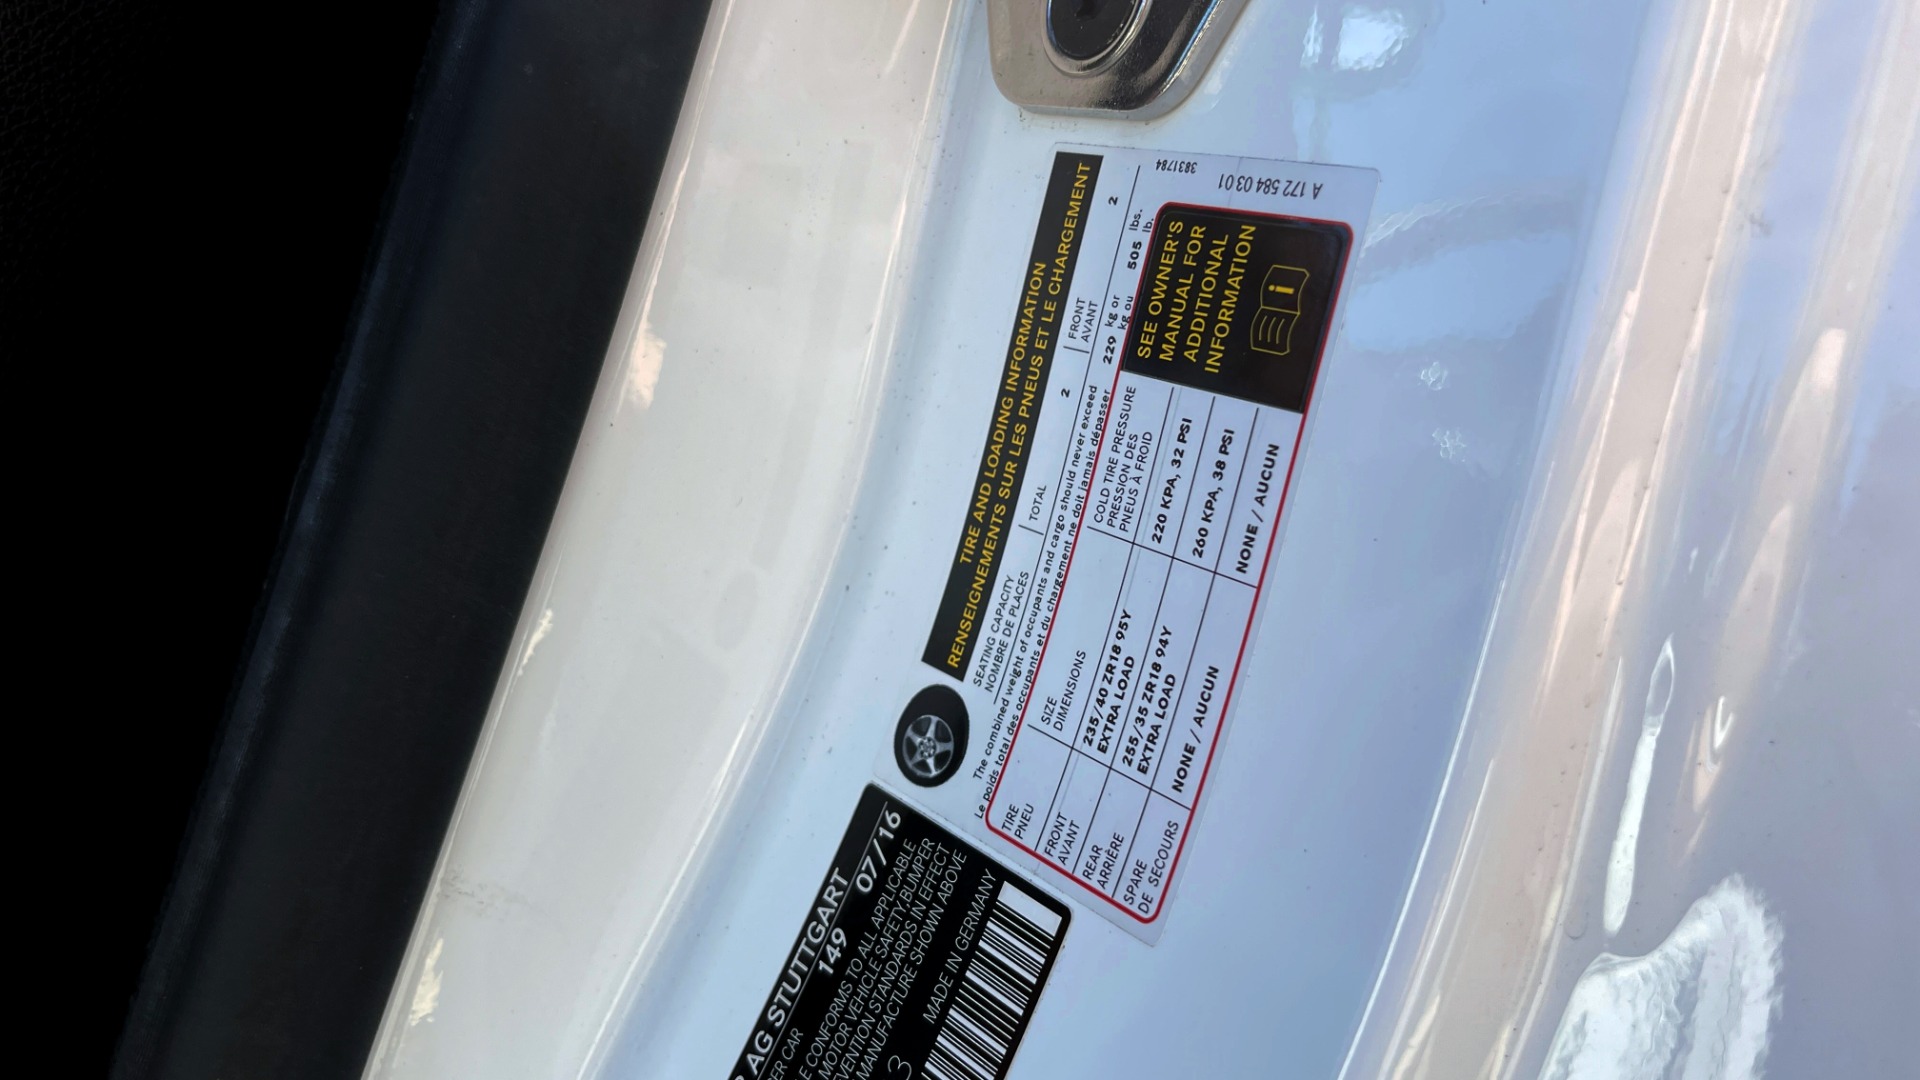 TIRE AND LOADING INFORMATION
RENSEIGNEMENTS SUR LES PNEUS ET LE CHARGEMENT
SEATING CAPACITY
NOMBRE DE PLACES
TOTAL 2
FRONT
AVANT 2
The combined weight of occupants and cargo should never exceed 229 kg or 505 lbs.
Le poids total des occupants et du chargement ne doit jamais dépasser kg ou lb.
TIRE
PNEU
SIZE
DIMENSIONS
COLD TIRE PRESSURE
PRESSION DES
PNEUS À FROID
FRONT
AVANT
235/40 ZR18 95Y
EXTRA LOAD
220 KPA, 32 PSI
REAR
ARRIÈRE
255/35 ZR18 94Y
EXTRA LOAD
260 KPA, 38 PSI
SPARE
DE SECOURS
NONE / AUCUN
NONE / AUCUN
SEE OWNER'S
MANUAL FOR
ADDITIONAL
INFORMATION
3831784
A 172 584 03 01
AG STUTTGART
149 07/16
CAR
CONFORMS TO ALL APPLICABLE
MOTOR VEHICLE SAFETY, BUMPER
STANDARDS IN EFFECT
MANUFACTURE SHOWN ABOVE
MADE IN GERMANY
3